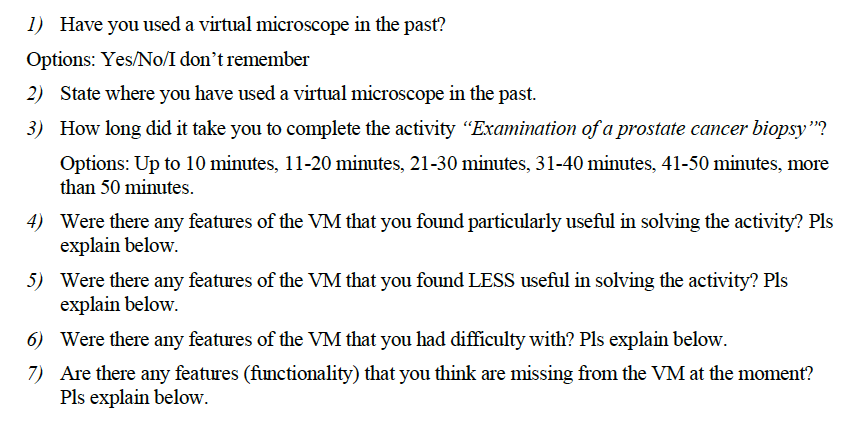 1) Have you used a virtual microscope in the past?
Options: Yes/No/I don't remember
2) State where you have used a virtual microscope in the past.
3) How long did it take you to complete the activity “Examination of a prostate cancer biopsy”?
Options: Up to 10 minutes, 11-20 minutes, 21-30 minutes, 31-40 minutes, 41-50 minutes, more
than 50 minutes.
4) Were there any features of the VM that you found particularly useful in solving the activity? Pls
explain below.
5) Were there any features of the VM that you found LESS useful in solving the activity? Pls
explain below.
6) Were there any features of the VM that you had difficulty with? Pls explain below.
7) Are there any features (functionality) that you think are missing from the VM at the moment?
Pls explain below.